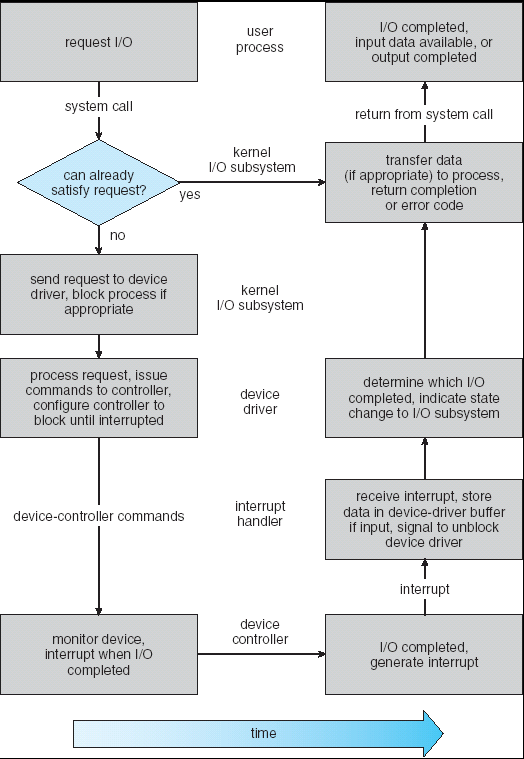 request I/O
user
process
I/O completed,
input data available, or
output completed
system call
return from system call
can already
satisfy request?
kernel
I/O subsystem
yes
transfer data
(if appropriate) to process,
return completion
or error code
no
send request to device
driver, block process if
appropriate
kernel
I/O subsystem
process request, issue
commands to controller,
configure controller to
block until interrupted
device
driver
determine which I/O
completed, indicate state
change to I/O subsystem
device-controller commands
interrupt
handler
receive interrupt, store
data in device-driver buffer
if input, signal to unblock
device driver
interrupt
monitor device,
interrupt when I/O
completed
device
controller
I/O completed,
generate interrupt
time